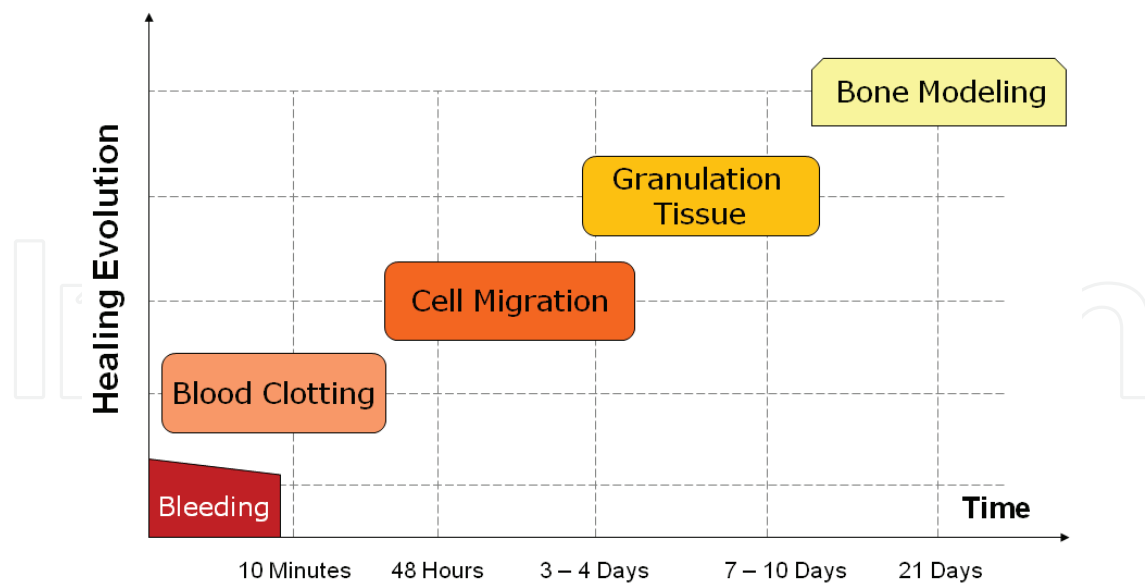 Healing Evolution
Bone Modeling
Granulation
Tissue
Cell Migration
Blood Clotting
Bleeding
Time
10 Minutes
48 Hours
3 – 4 Days
7 – 10 Days
21 Days